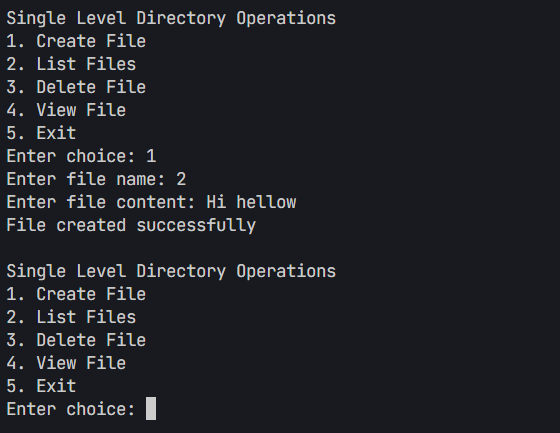 Single Level Directory Operations
1. Create File
2. List Files
3. Delete File
4. View File
5. Exit
Enter choice: 1
Enter file name: 2
Enter file content: Hi hellow
File created successfully

Single Level Directory Operations
1. Create File
2. List Files
3. Delete File
4. View File
5. Exit
Enter choice: